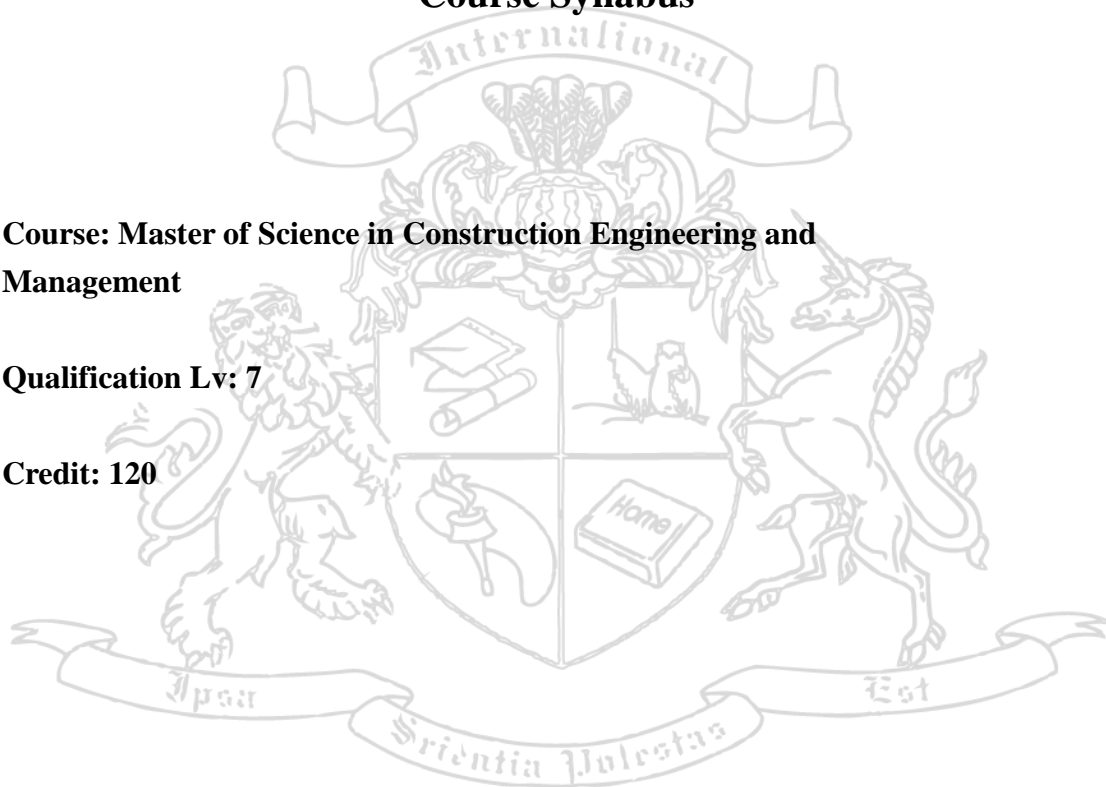 Course Syllabus
International
Course: Master of Science in Construction Engineering and
Management
Qualification Lv: 7
Credit: 120
Home
Ipsa
Scientia Potestas
Est